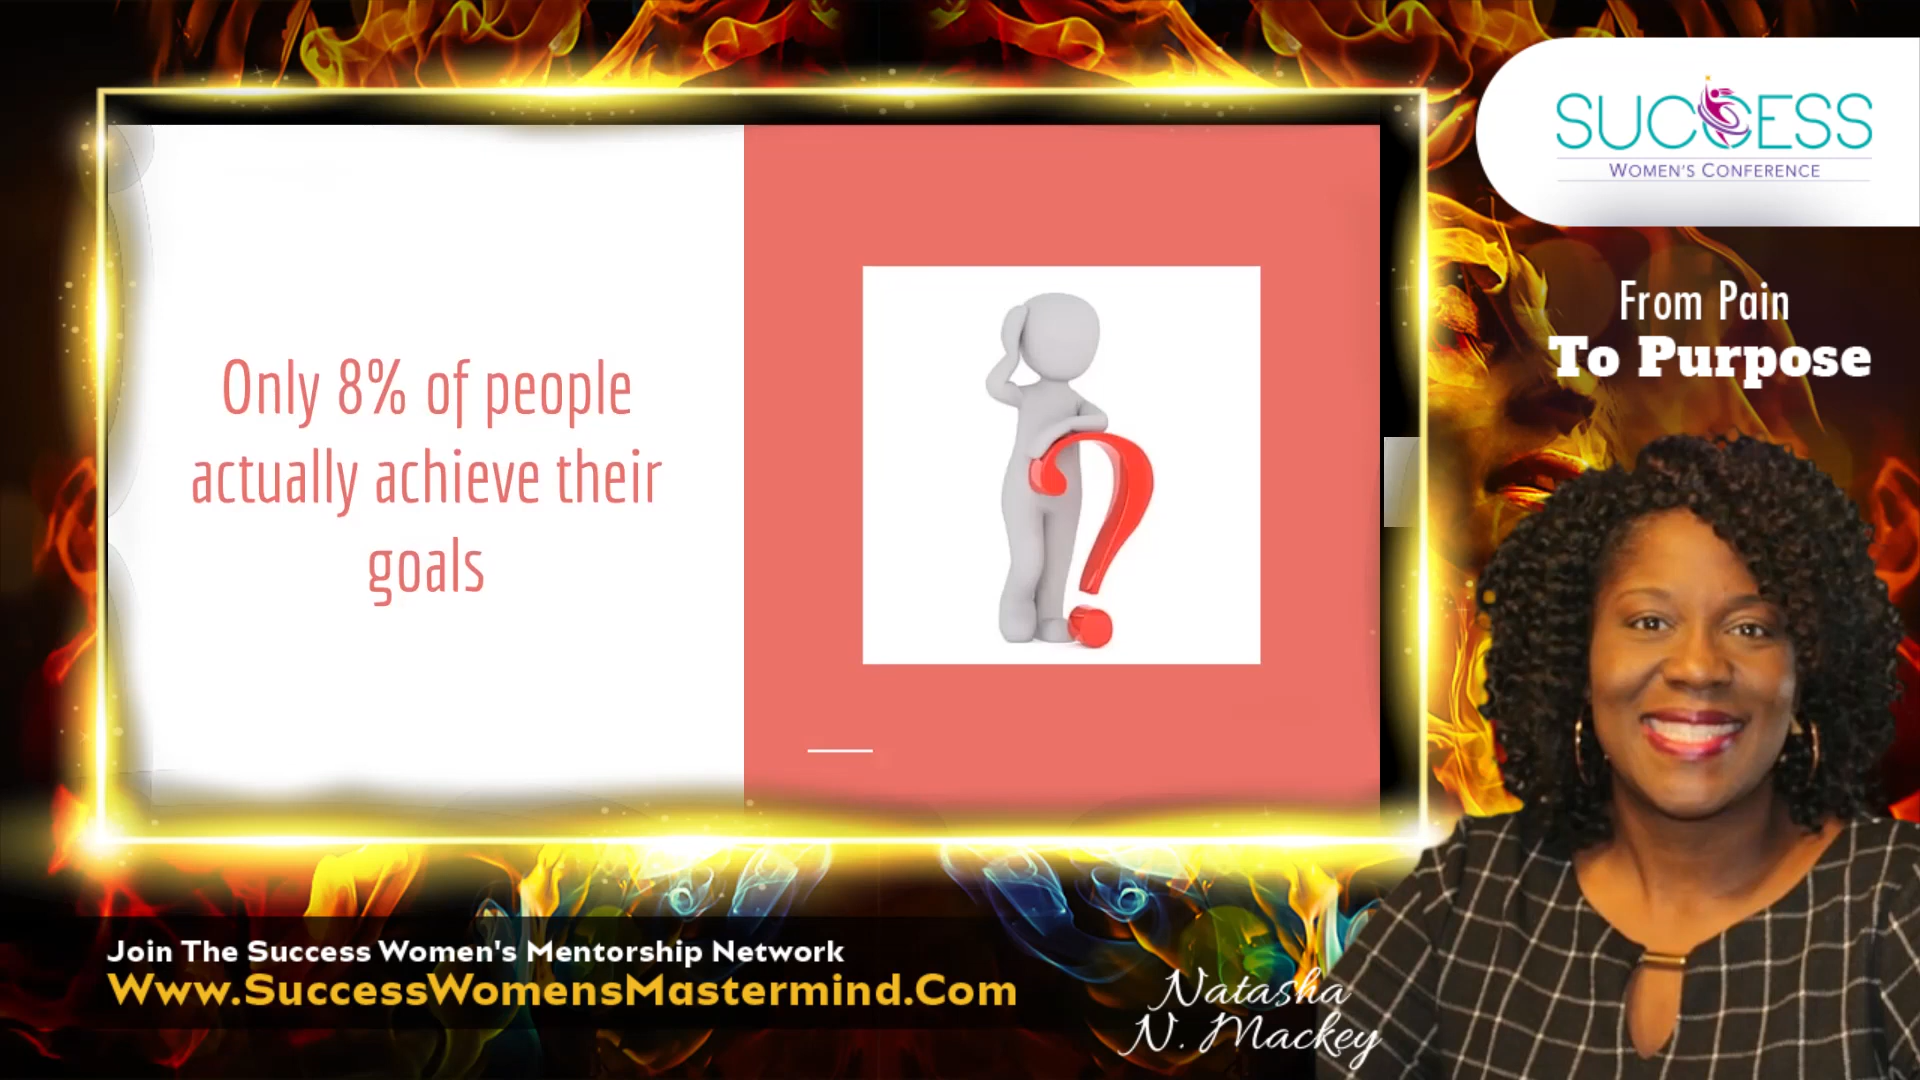 Only 8% of people
actually achieve their
goals
SUCCESS
WOMEN'S CONFERENCE
From Pain
To Purpose
Join The Success Women's Mentorship Network
Www.SuccessWomensMastermind.Com
Natasha
N. Mackey